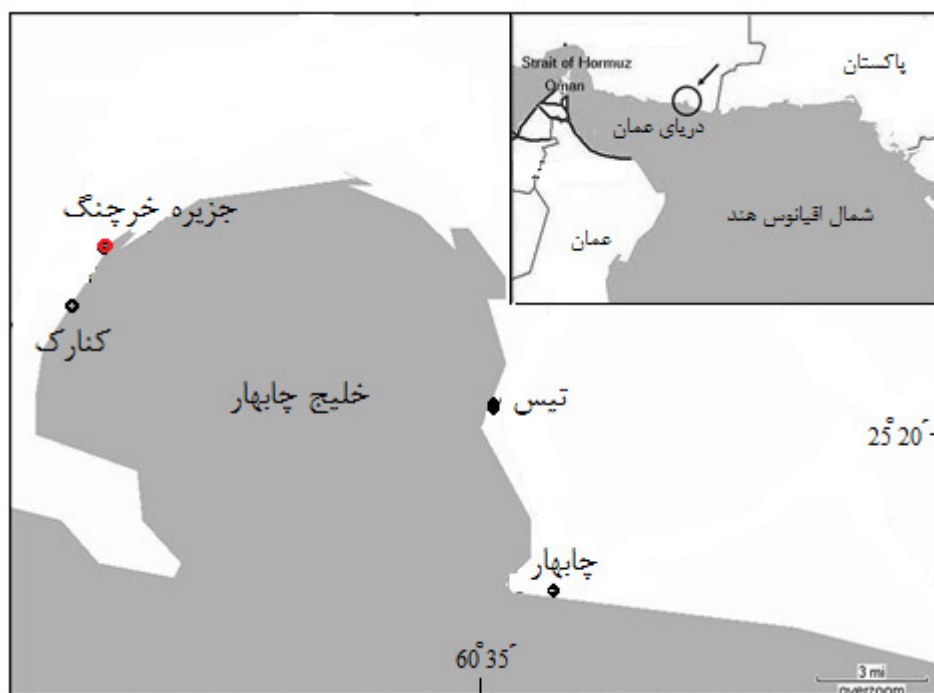 Strait of Hormuz
Oman
پاکستان
دریای عمان
شمال اقیانوس هند
عمان
جزیره خرچنگ
کنارک
خلیج چابهار
تیس
25°20´
چابهار
60°35´
3 mi
overzoom